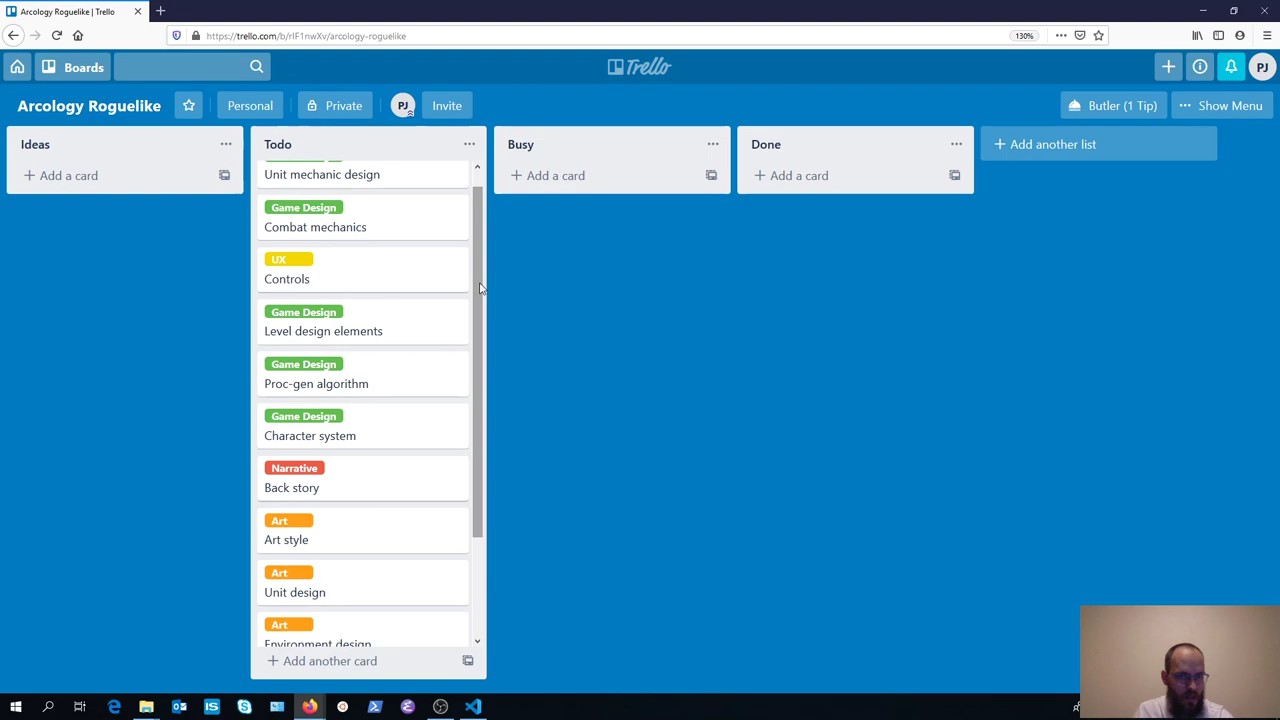 Arcology Roguelike | Trello
https://trello.com/b/rIF1nwXv/arcology-roguelike
130%
Boards
Trello
PJ
Arcology Roguelike
Personal
Private
PJ
Invite
Butler (1 Tip)
Show Menu
Ideas
Add a card
Todo
Unit mechanic design
Game Design
Combat mechanics
UX
Controls
Game Design
Level design elements
Game Design
Proc-gen algorithm
Game Design
Character system
Narrative
Back story
Art
Art style
Art
Unit design
Art
Environment design
Add another card
Busy
Add a card
Done
Add a card
Add another list